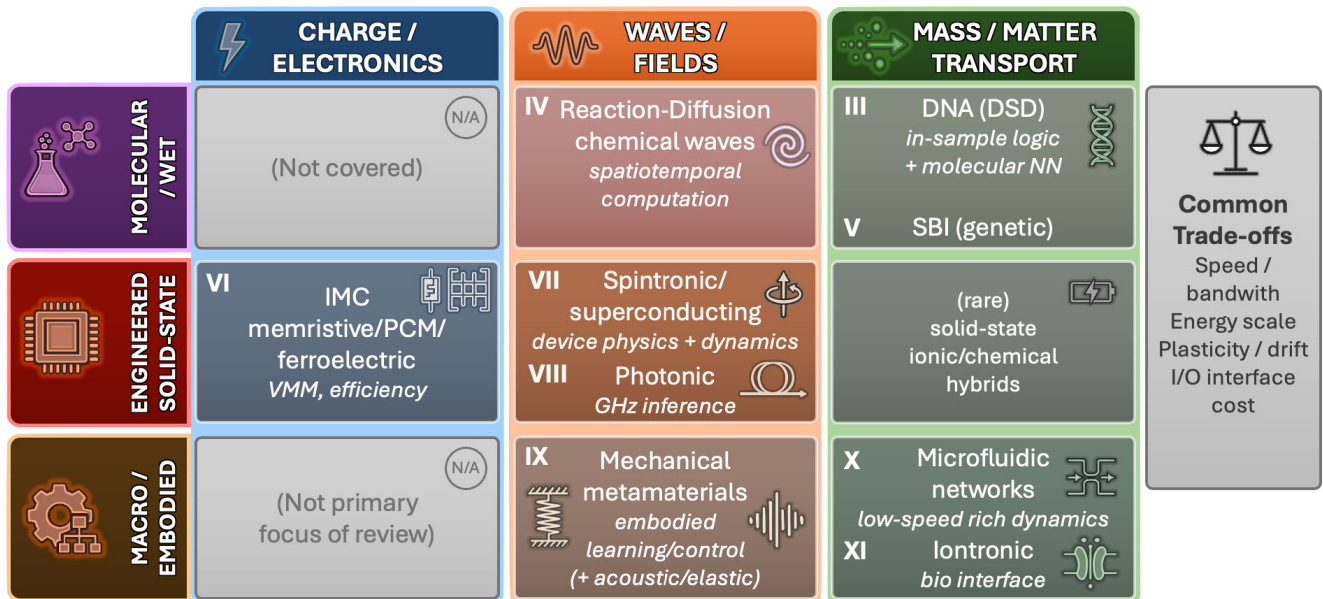 CHARGE /
ELECTRONICS
WAVES /
FIELDS
MASS / MATTER
TRANSPORT
MOLECULAR
/ WET
N/A
(Not covered)
IV Reaction-Diffusion
chemical waves
spatiotemporal
computation
III DNA (DSD)
in-sample logic
+ molecular NN
V SBI (genetic)
ENGINEERED
SOLID-STATE
VI
IMC
memristive/PCM/
ferroelectric
VMM, efficiency
VII Spintronic/
superconducting
device physics + dynamics
VIII Photonic
GHz inference
(rare)
solid-state
ionic/chemical
hybrids
MACRO /
EMBODIED
N/A
(Not primary
focus of review)
IX Mechanical
metamaterials
embodied
learning/control
(+ acoustic/elastic)
X Microfluidic
networks
low-speed rich dynamics
XI Iontronic
bio interface
Common
Trade-offs
Speed /
bandwith
Energy scale
Plasticity / drift
I/O interface
cost